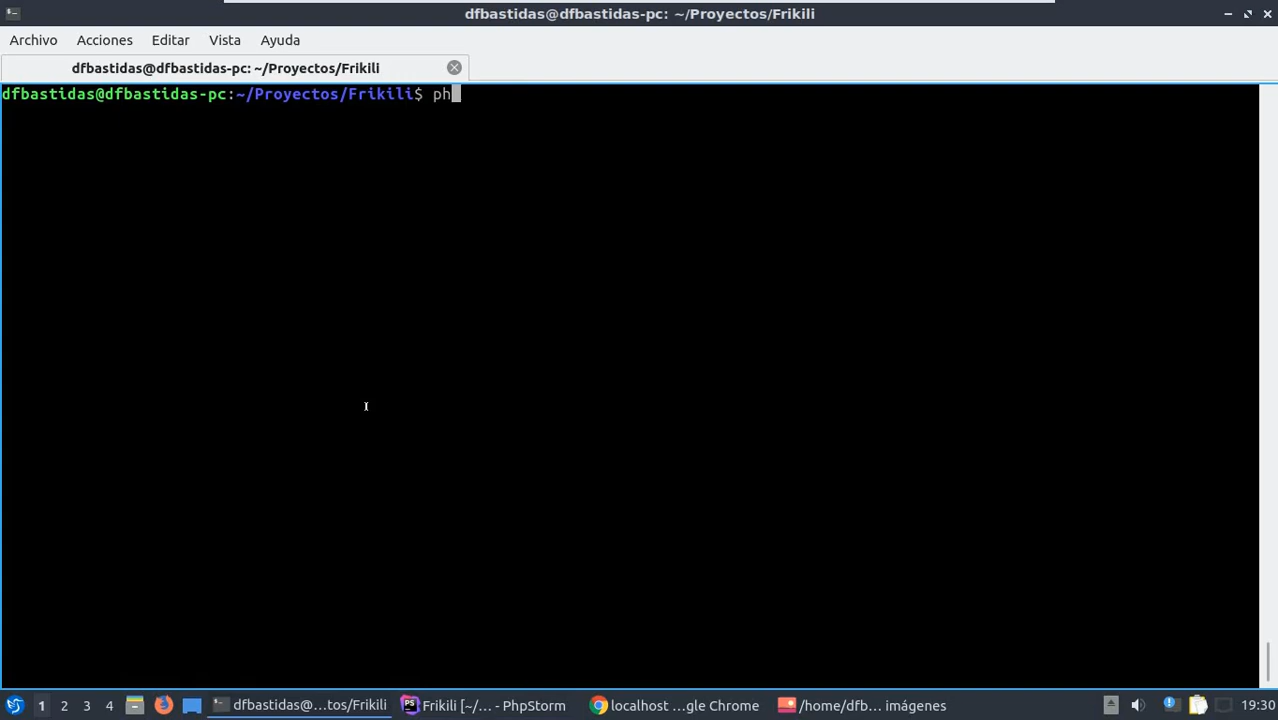 dfbastidas@dfbastidas-pc: ~/Proyectos/Frikili
Archivo Acciones Editar Vista Ayuda
dfbastidas@dfbastidas-pc: ~/Proyectos/Frikili
dfbastidas@dfbastidas-pc:~/Proyectos/Frikili$ ph
1 2 3 4 dfbastidas@...tos/Frikili PS Frikili [~/... - PhpStorm localhost ...gle Chrome /home/dfb... imágenes 19:30